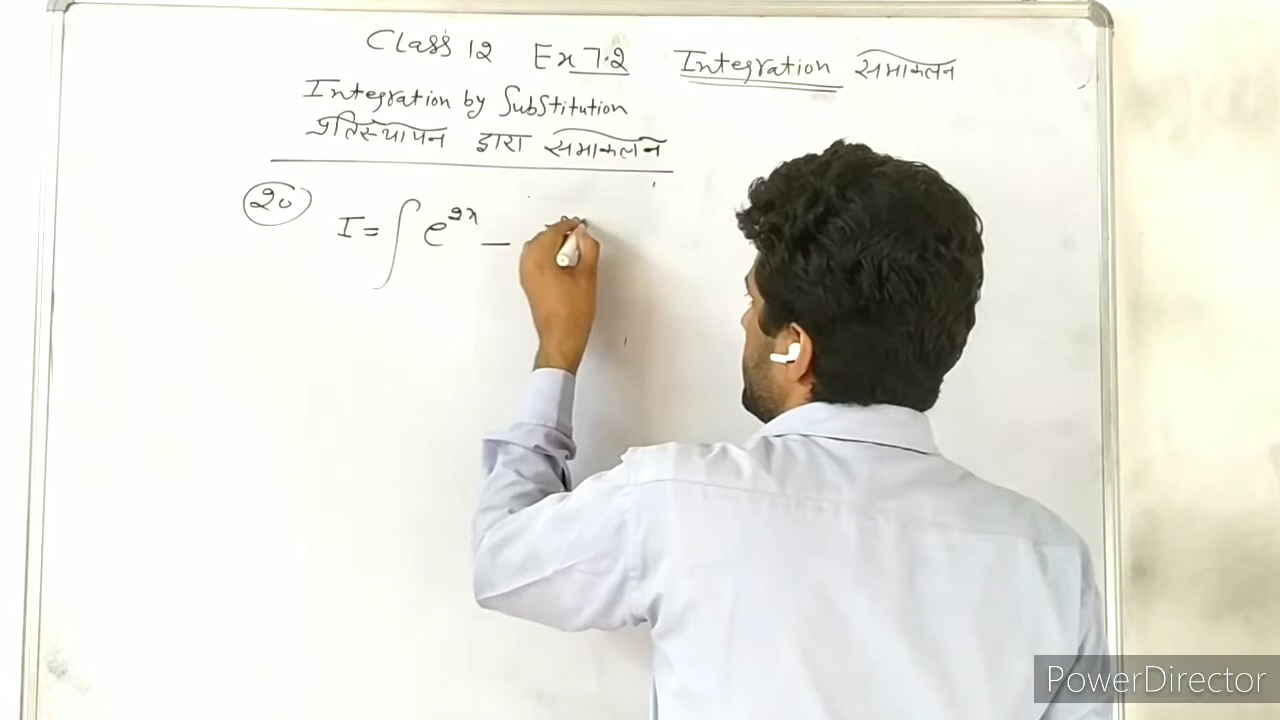 Class 12 Ex 7.2 Integration समाकलन
Integration by Substitution
प्रतिस्थापन द्वारा समाकलन
20 I = ∫ e^2x –
PowerDirector